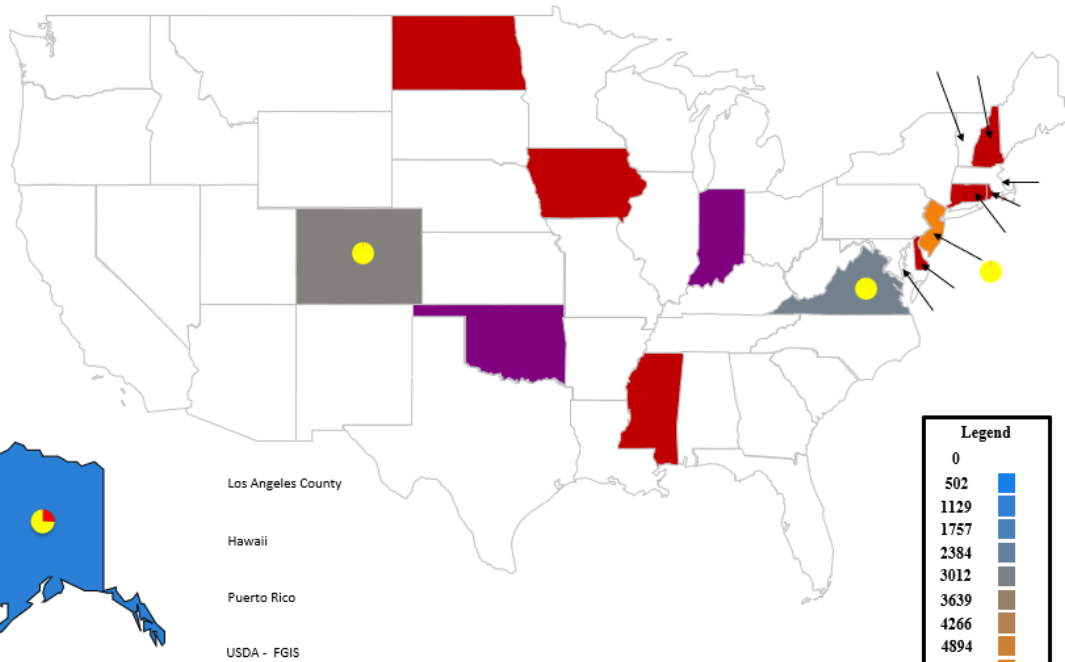 Los Angeles County
Hawaii
Puerto Rico
USDA - FGIS
Legend
0
502
1129
1757
2384
3012
3639
4266
4894